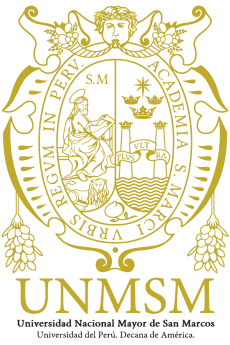 ACADEMIA S. MARCI VRBIS REGVM IN PERV.
S.M
PLVS VLT RA
UNMSM
Universidad Nacional Mayor de San Marcos
Universidad del Perú. Decana de América.